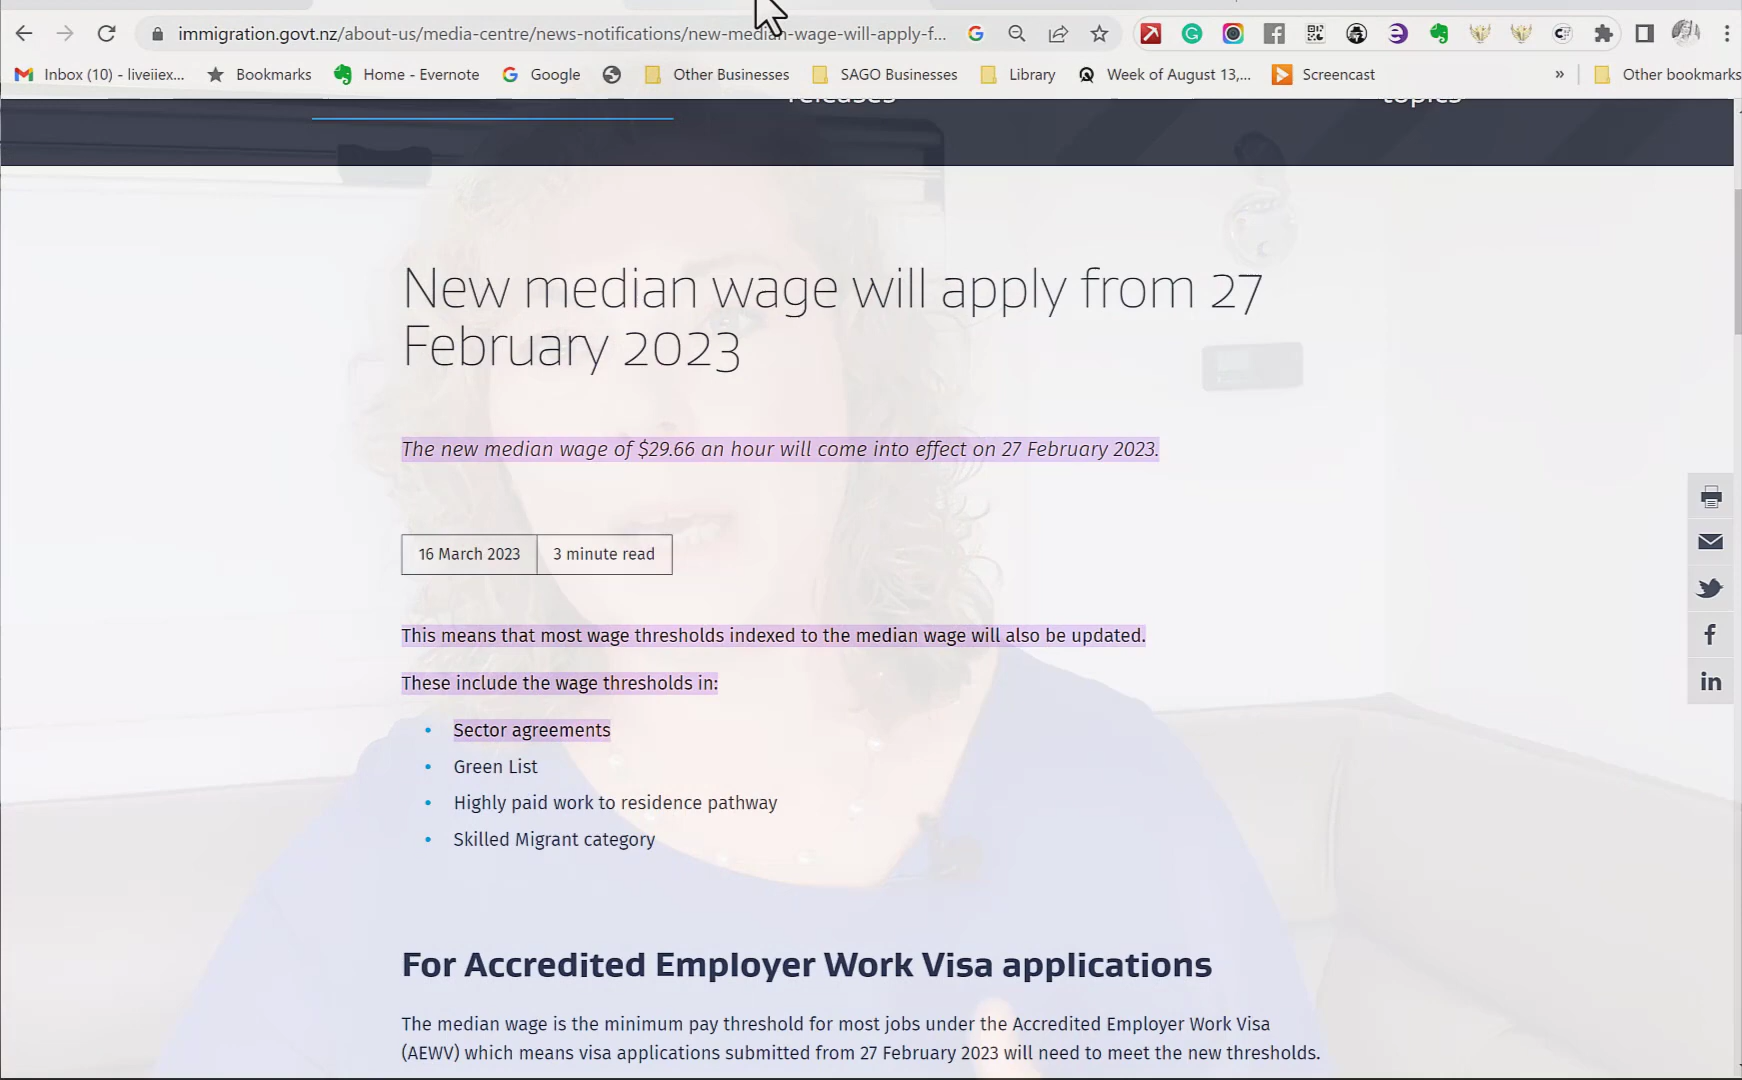 immigration.govt.nz/about-us/media-centre/news-notifications/new-median-wage-will-apply-f...
Inbox (10) - liveiiex...
Bookmarks
Home - Evernote
Google
Other Businesses
SAGO Businesses
Library
Week of August 13,...
Screencast
»
Other bookmarks
releases
topics
New median wage will apply from 27
February 2023
The new median wage of $29.66 an hour will come into effect on 27 February 2023.
16 March 2023
3 minute read
This means that most wage thresholds indexed to the median wage will also be updated.
These include the wage thresholds in:
• Sector agreements
• Green List
• Highly paid work to residence pathway
• Skilled Migrant category
For Accredited Employer Work Visa applications
The median wage is the minimum pay threshold for most jobs under the Accredited Employer Work Visa
(AEWV) which means visa applications submitted from 27 February 2023 will need to meet the new thresholds.